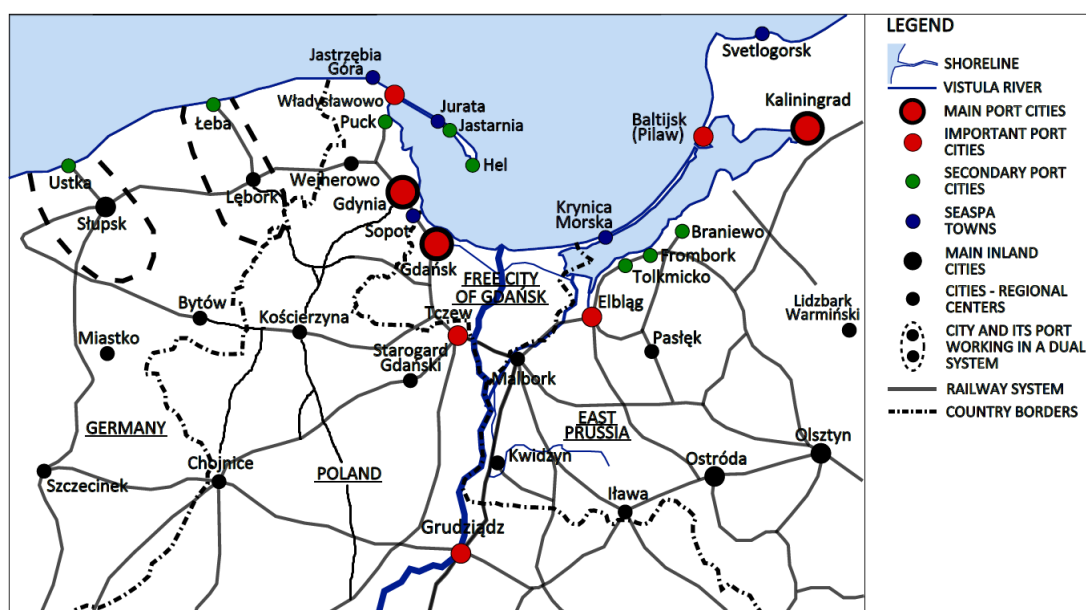 Jastrzębia
Góra
Władysławowo
Puck
Jurata
Jastarnia
Hel
Łeba
Ustka
Słupsk
Lębork
Wejherowo
Gdynia
Sopot
Gdańsk
Svetlogorsk
Kaliningrad
Baltijsk
(Pilaw)
Krynica
Morska
Braniewo
Frombork
Tolkmicko
Elbląg
FREE CITY
OF GDAŃSK
Bytów
Kościerzyna
Tczew
Miastko
Starogard
Gdański
Malbork
Pasłęk
Lidzbark
Warmiński
GERMANY
EAST
PRUSSIA
Olsztyn
Szczecinek
Chojnice
POLAND
Kwidzyn
Ostróda
Iława
Grudziądz
LEGEND
SHORELINE
VISTULA RIVER
MAIN PORT CITIES
IMPORTANT PORT
CITIES
SECONDARY PORT
CITIES
SEASPA
TOWNS
MAIN INLAND
CITIES
CITIES - REGIONAL
CENTERS
CITY AND ITS PORT
WORKING IN A DUAL
SYSTEM
RAILWAY SYSTEM
COUNTRY BORDERS